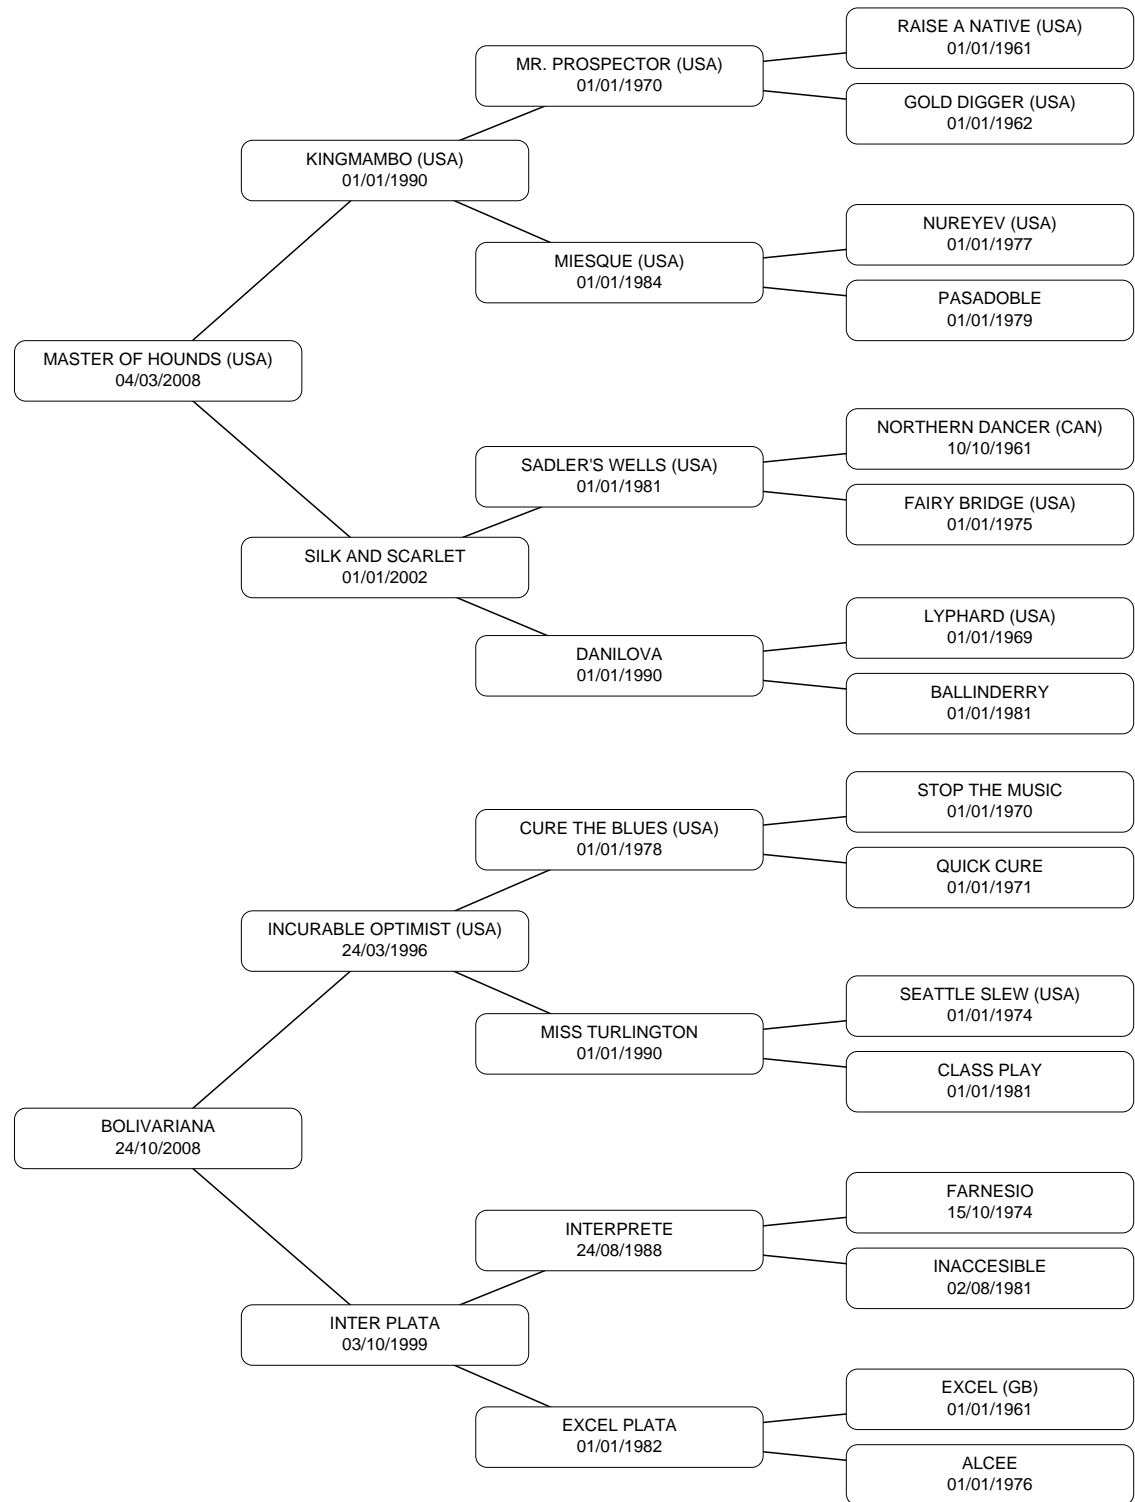 RAISE A NATIVE (USA)
01/01/1961
MR. PROSPECTOR (USA)
01/01/1970
GOLD DIGGER (USA)
01/01/1962
KINGMAMBO (USA)
01/01/1990
NUREYEV (USA)
01/01/1977
MIESQUE (USA)
01/01/1984
PASADOBLE
01/01/1979
MASTER OF HOUNDS (USA)
04/03/2008
NORTHERN DANCER (CAN)
10/10/1961
SADLER'S WELLS (USA)
01/01/1981
FAIRY BRIDGE (USA)
01/01/1975
SILK AND SCARLET
01/01/2002
LYPHARD (USA)
01/01/1969
DANILOVA
01/01/1990
BALLINDERRY
01/01/1981
STOP THE MUSIC
01/01/1970
CURE THE BLUES (USA)
01/01/1978
QUICK CURE
01/01/1971
INCURABLE OPTIMIST (USA)
24/03/1996
SEATTLE SLEW (USA)
01/01/1974
MISS TURLINGTON
01/01/1990
CLASS PLAY
01/01/1981
BOLIVARIANA
24/10/2008
FARNESIO
15/10/1974
INTERPRETE
24/08/1988
INACCESIBLE
02/08/1981
INTER PLATA
03/10/1999
EXCEL (GB)
01/01/1961
EXCEL PLATA
01/01/1982
ALCEE
01/01/1976